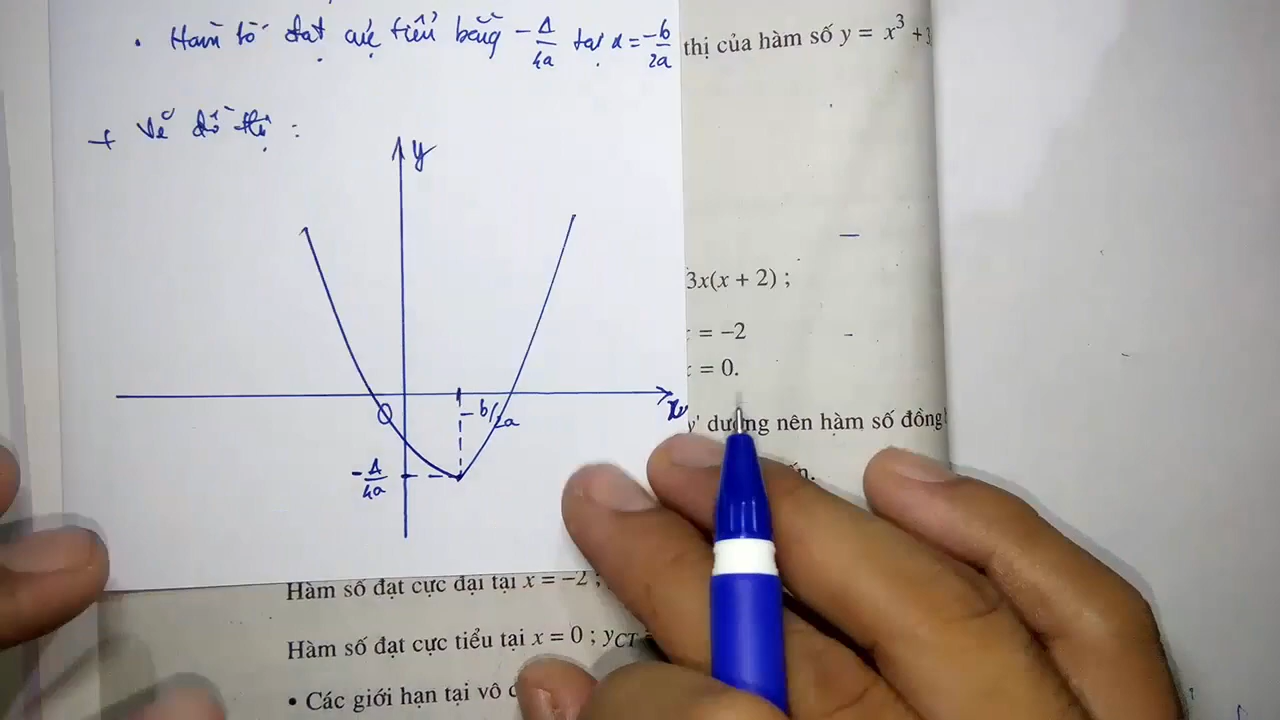 . Hàm số đạt cực tiểu bằng -Δ/4a tại x = -b/2a
thị của hàm số y = x³ + 3
+ Vẽ đồ thị :
y
3x(x + 2) ;
= -2
= 0.
x
-b/2a
y' dương nên hàm số đồng
-Δ/4a
O
Hàm số đạt cực đại tại x = -2 ;
Hàm số đạt cực tiểu tại x = 0 ; yCT
• Các giới hạn tại vô